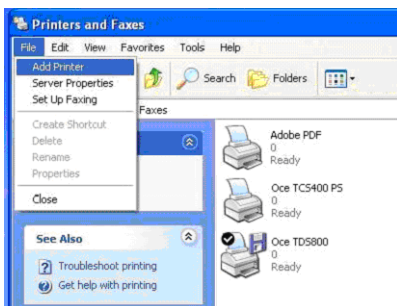 Printers and Faxes
File Edit View Favorites Tools Help
Add Printer
Server Properties
Set Up Faxing
Create Shortcut
Delete
Rename
Properties
Close
Search Folders
Faxes
See Also
Troubleshoot printing
Get help with printing
Adobe PDF
0
Ready
Oce TCS400 PS
0
Ready
Oce TDS800
0
Ready